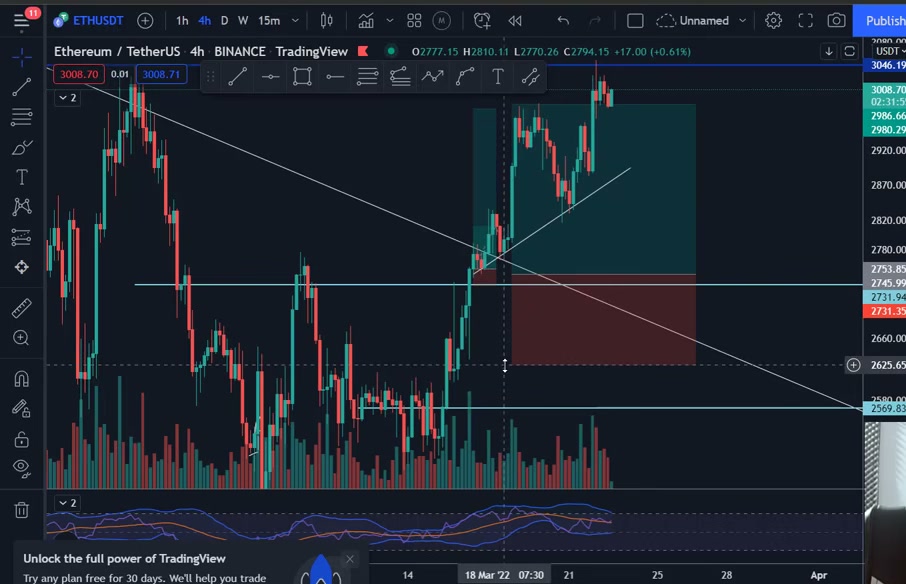 11
ETHUSDT 1h 4h D W 15m M Unnamed Publish
Ethereum / TetherUS · 4h · BINANCE · TradingView O2777.15 H2810.11 L2770.26 C2794.15 +17.00 (+0.61%)
USDT
3008.70 0.01 3008.71
2
3046.19
3008.70
02:31:5
2986.66
2980.29
2920.00
2870.00
2820.00
2780.00
2753.85
2745.99
2731.94
2731.35
2660.00
2625.65
2580.00
2569.83
2
Unlock the full power of TradingView
Try any plan free for 30 days. We'll help you trade
14 18 Mar '22 07:30 21 25 28 Apr